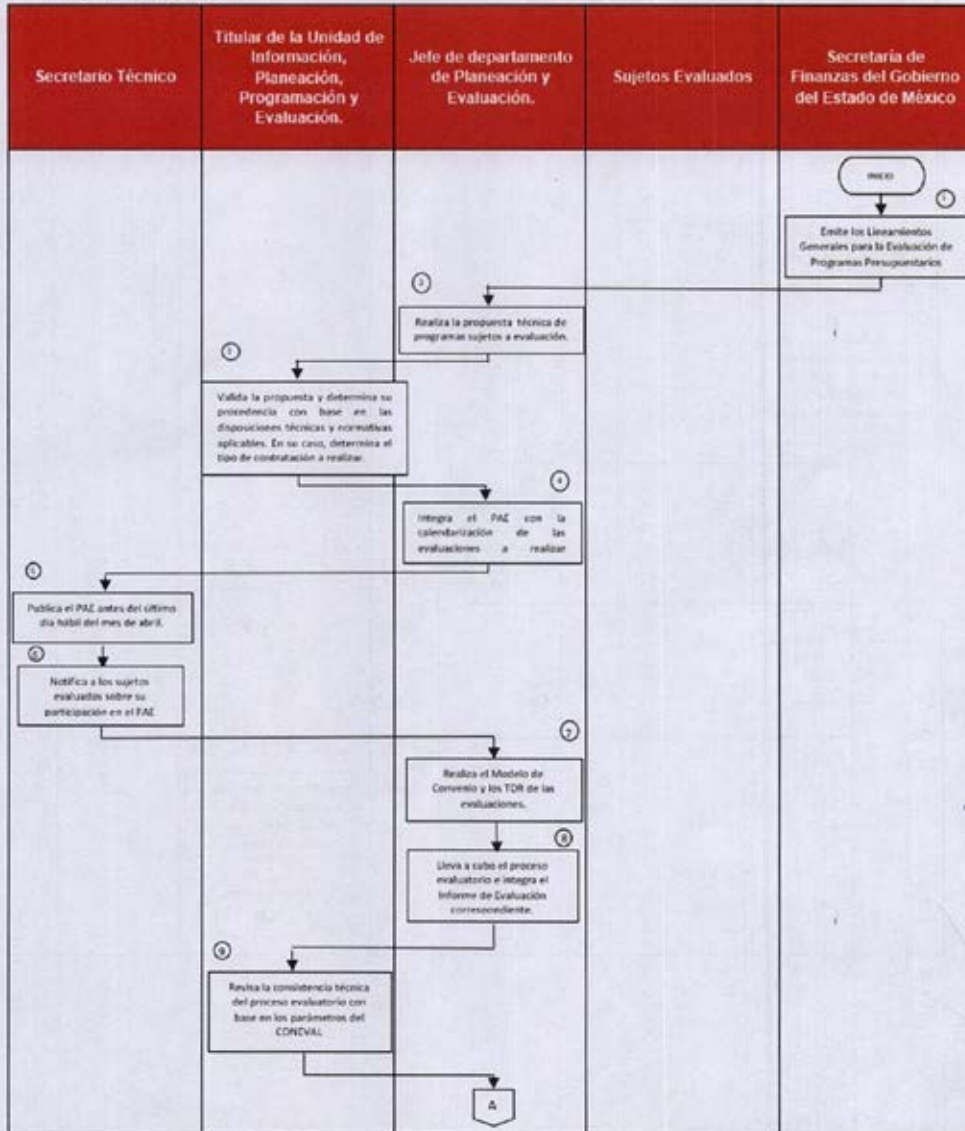 Secretario Técnico
Titular de la Unidad de
Información,
Planeación,
Programación y
Evaluación.
Jefe de departamento
de Planeación y
Evaluación.
Sujetos Evaluados
Secretaría de
Finanzas del Gobierno
del Estado de México
INICIO
1
Emite los Lineamientos
Generales para la Evaluación de
Programas Presupuestarios
2
Realiza la propuesta técnica de
programas sujetos a evaluación.
3
Valida la propuesta y determina su
procedencia con base en las
disposiciones técnicas y normativas
aplicables. En su caso, determina el
tipo de contratación a realizar.
4
Integra el PAE con la
calendarización de las
evaluaciones a realizar
5
Publica el PAE antes del último
día hábil del mes de abril.
6
Notifica a los sujetos
evaluados sobre su
participación en el PAE
7
Realiza el Modelo de
Convenio y los TDR de las
evaluaciones.
8
Lleva a cabo el proceso
evaluatorio e integra el
Informe de Evaluación
correspondiente.
9
Revisa la consistencia técnica
del proceso evaluatorio con
base en los parámetros del
CONEVAL
A